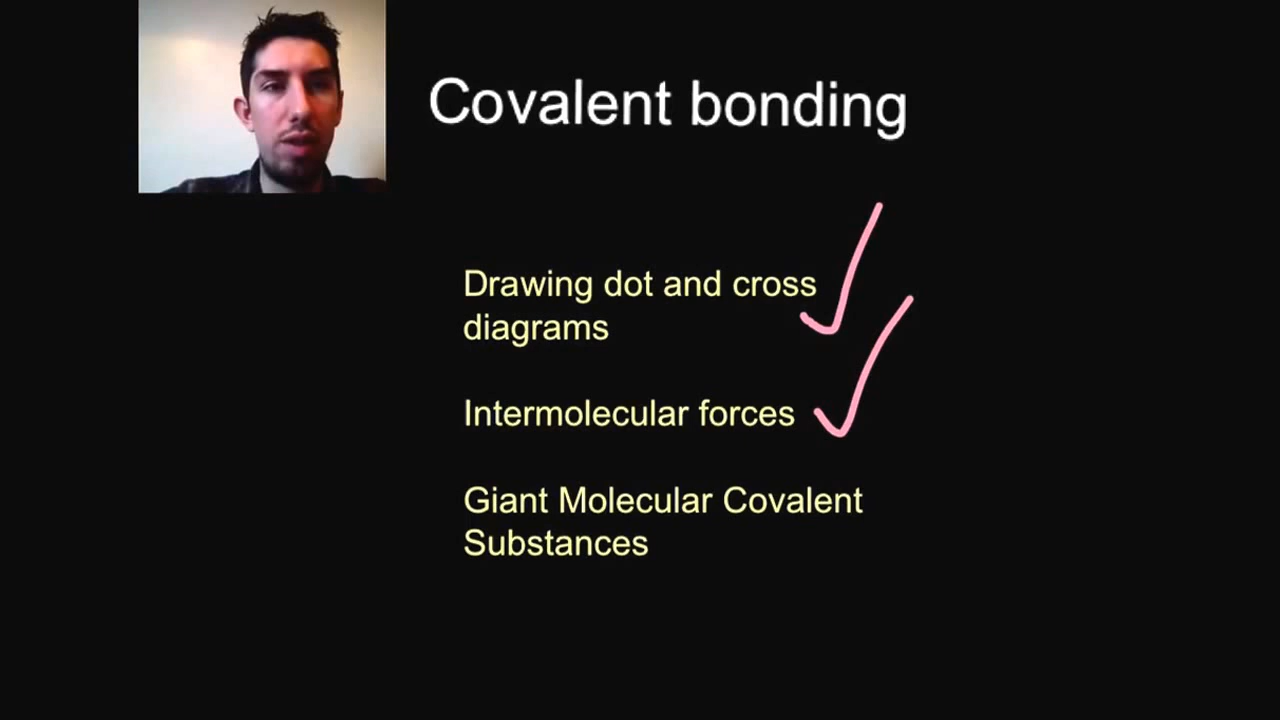 Covalent bonding
Drawing dot and cross
diagrams
Intermolecular forces
Giant Molecular Covalent
Substances